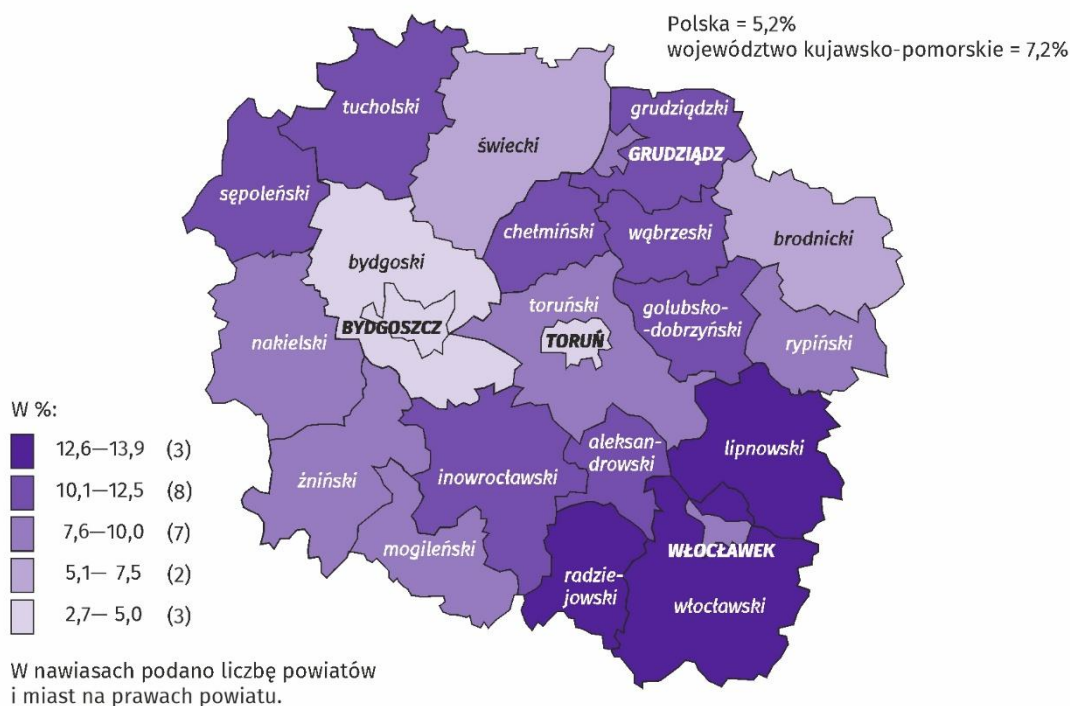 Polska = 5,2%
województwo kujawsko-pomorskie = 7,2%
tucholski
grudziądzki
świecki
GRUDZIĄDZ
sępoleński
chełmiński
wąbrzeski
brodnicki
bydgoski
toruński
golubsko-
-dobrzyński
BYDGOSZCZ
TORUŃ
nakielski
rypiński
aleksan-
drowski
lipnowski
żniński
inowrocławski
mogileński
WŁOCŁAWEK
radzie-
jowski
włocławski
W %:
12,6—13,9 (3)
10,1—12,5 (8)
7,6—10,0 (7)
5,1— 7,5 (2)
2,7— 5,0 (3)
W nawiasach podano liczbę powiatów
i miast na prawach powiatu.